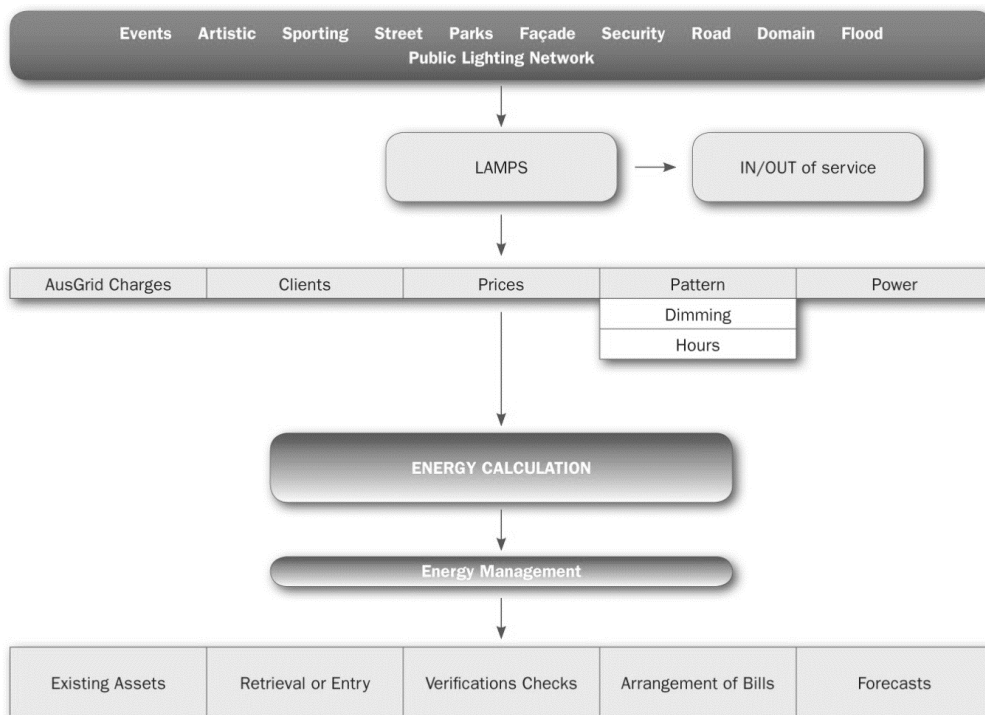 Events Artistic Sporting Street Parks Façade Security Road Domain Flood
Public Lighting Network
LAMPS
IN/OUT of service
AusGrid Charges
Clients
Prices
Pattern
Power
Dimming
Hours
ENERGY CALCULATION
Energy Management
Existing Assets
Retrieval or Entry
Verifications Checks
Arrangement of Bills
Forecasts